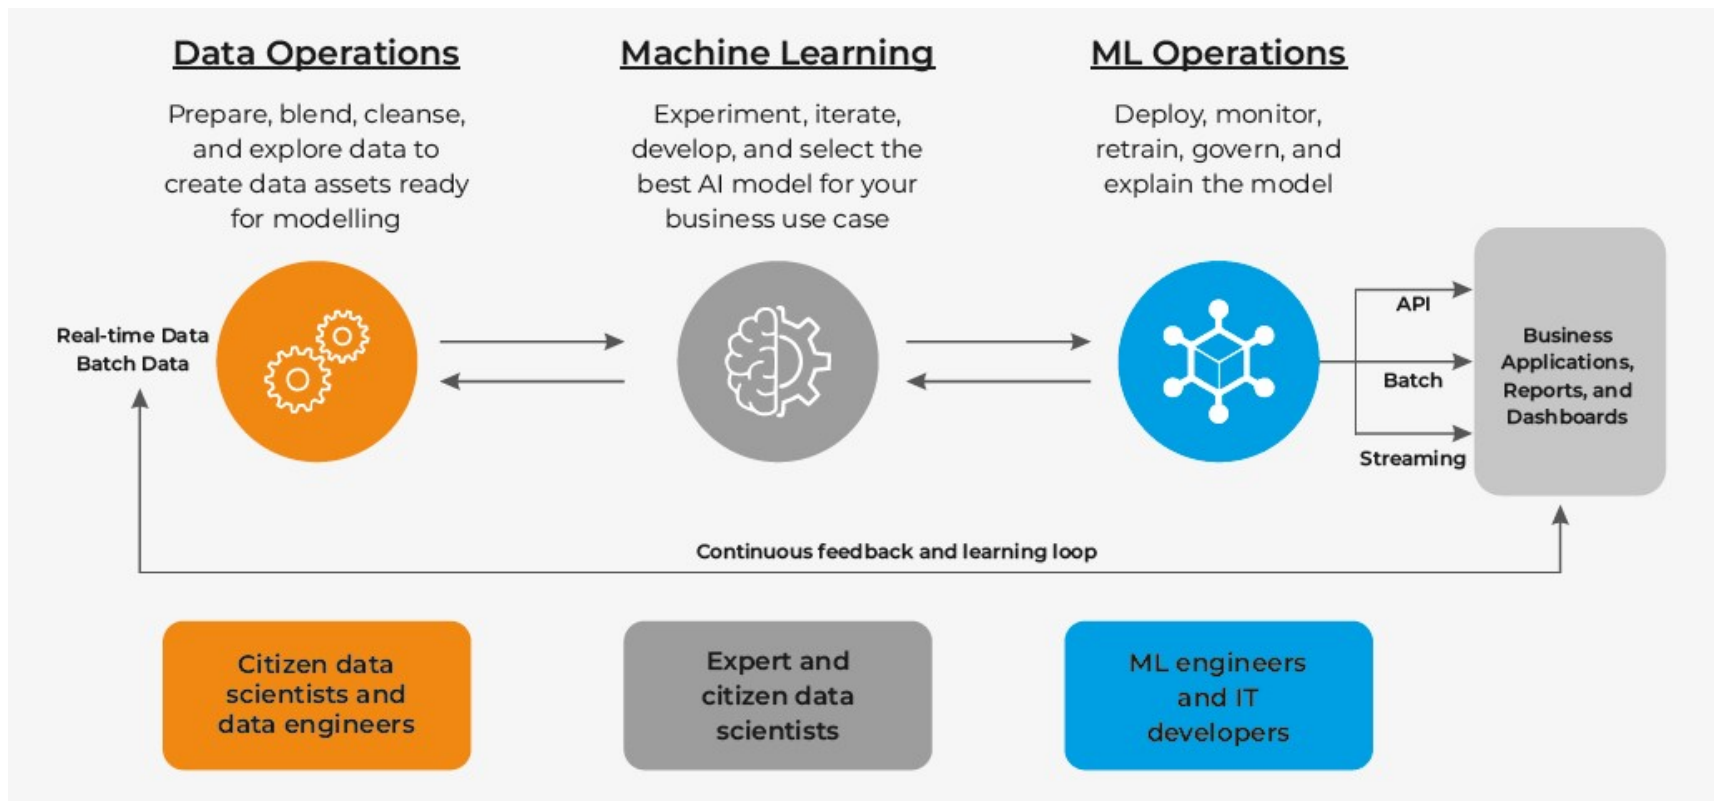 Data Operations
Prepare, blend, cleanse,
and explore data to
create data assets ready
for modelling
Machine Learning
Experiment, iterate,
develop, and select the
best AI model for your
business use case
ML Operations
Deploy, monitor,
retrain, govern, and
explain the model
Real-time Data
Batch Data
API
Batch
Streaming
Business
Applications,
Reports, and
Dashboards
Continuous feedback and learning loop
Citizen data
scientists and
data engineers
Expert and
citizen data
scientists
ML engineers
and IT
developers